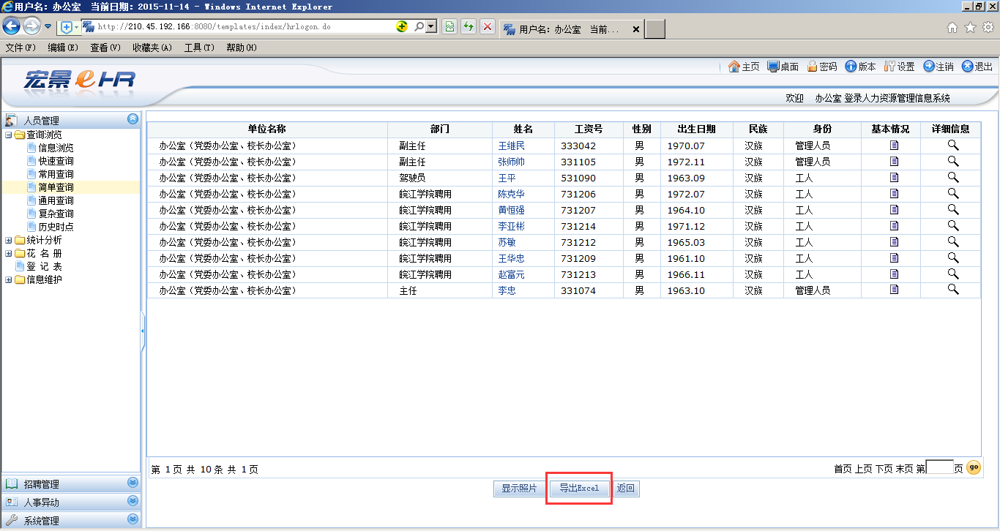 用户名: 办公室 当前日期: 2015-11-14 - Windows Internet Explorer
http://210.45.192.166:8080/templates/index/hrlogon.do
用户名: 办公室 当前...
文件(F) 编辑(E) 查看(V) 收藏夹(A) 工具(T) 帮助(H)
宏景eHR
主页 桌面 密码 版本 设置 注销 退出
欢迎 办公室 登录人力资源管理信息系统
人员管理
查询浏览
信息浏览
快速查询
常用查询
简单查询
通用查询
复杂查询
历史时点
统计分析
花 名 册
登 记 表
信息维护
招聘管理
人事异动
系统管理
单位名称 部门 姓名 工资号 性别 出生日期 民族 身份 基本情况 详细信息
办公室（党委办公室、校长办公室） 副主任 王继民 333042 男 1970.07 汉族 管理人员
办公室（党委办公室、校长办公室） 副主任 张师帅 331105 男 1972.11 汉族 管理人员
办公室（党委办公室、校长办公室） 驾驶员 王平 531090 男 1963.09 汉族 工人
办公室（党委办公室、校长办公室） 皖江学院聘用 陈克华 731206 男 1972.07 汉族 工人
办公室（党委办公室、校长办公室） 皖江学院聘用 黄恒强 731207 男 1964.10 汉族 工人
办公室（党委办公室、校长办公室） 皖江学院聘用 李亚彬 731214 男 1971.12 汉族 工人
办公室（党委办公室、校长办公室） 皖江学院聘用 苏敏 731212 男 1965.03 汉族 工人
办公室（党委办公室、校长办公室） 皖江学院聘用 王华忠 731209 男 1961.10 汉族 工人
办公室（党委办公室、校长办公室） 皖江学院聘用 赵富元 731213 男 1966.11 汉族 工人
办公室（党委办公室、校长办公室） 主任 李忠 331074 男 1963.10 汉族 管理人员
第 1 页 共 10 条 共 1 页
首页 上页 下页 末页 第 页 go
显示照片 导出Excel 返回